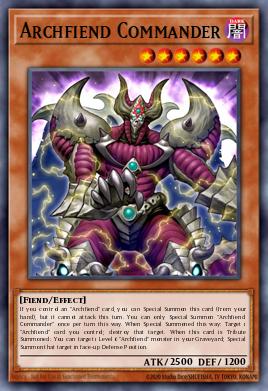 ARCHFIEND COMMANDER
DARK
闇
[FIEND/EFFECT]
If you control an "Archfiend" card, you can Special Summon this card (from your
hand), but it cannot attack this turn. You can only Special Summon "Archfiend
Commander" once per turn this way. When Special Summoned this way: Target 1
"Archfiend" card you control; destroy that target. When this card is Tribute
Summoned: You can target 1 Level 6 "Archfiend" monster in your Graveyard; Special
Summon that target in face-up Defense Position.
ATK/2500 DEF/1200
©2020 Studio Dice/SHUEISHA, TV TOKYO, KONAMI